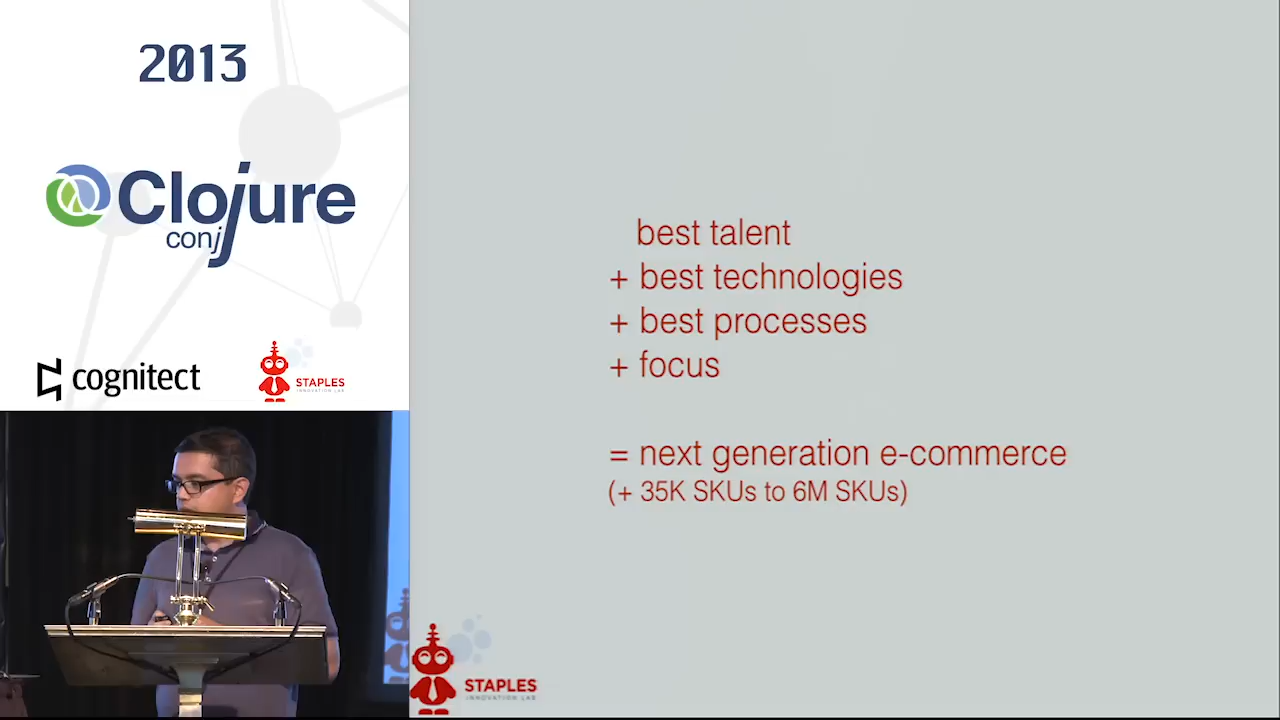 2013
Clojure
conj
cognitect
STAPLES
INNOVATION LAB
best talent
+ best technologies
+ best processes
+ focus
= next generation e-commerce
(+ 35K SKUs to 6M SKUs)
STAPLES
INNOVATION LAB